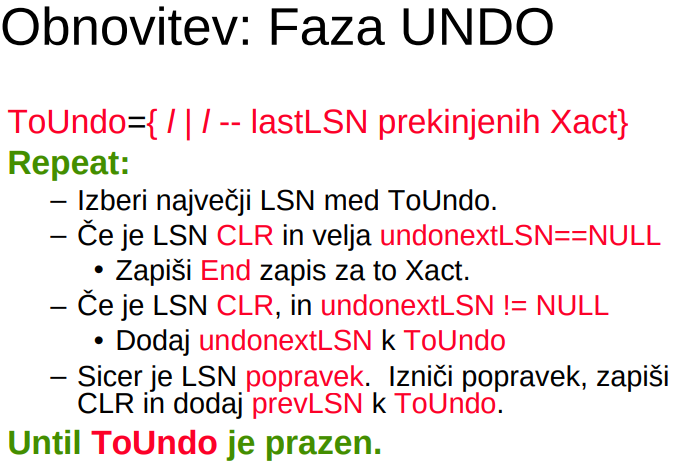 Obnovitev: Faza UNDO
ToUndo={ l | l -- lastLSN prekinjenih Xact}
Repeat:
– Izberi največji LSN med ToUndo.
– Če je LSN CLR in velja undonextLSN==NULL
• Zapiši End zapis za to Xact.
– Če je LSN CLR, in undonextLSN != NULL
• Dodaj undonextLSN k ToUndo
– Sicer je LSN popravek. Izniči popravek, zapiši
CLR in dodaj prevLSN k ToUndo.
Until ToUndo je prazen.